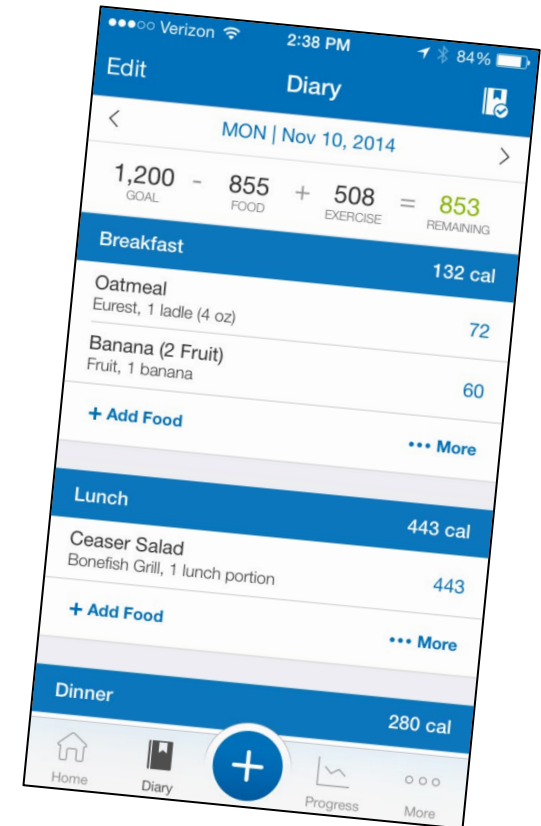 Verizon 2:38 PM 84%
Edit Diary
MON | Nov 10, 2014
1,200 - 855 + 508 = 853
GOAL FOOD EXERCISE REMAINING
Breakfast 132 cal
Oatmeal
Eurest, 1 ladle (4 oz) 72
Banana (2 Fruit)
Fruit, 1 banana 60
+ Add Food ••• More
Lunch 443 cal
Ceaser Salad
Bonefish Grill, 1 lunch portion 443
+ Add Food ••• More
Dinner 280 cal
Home Diary + Progress More